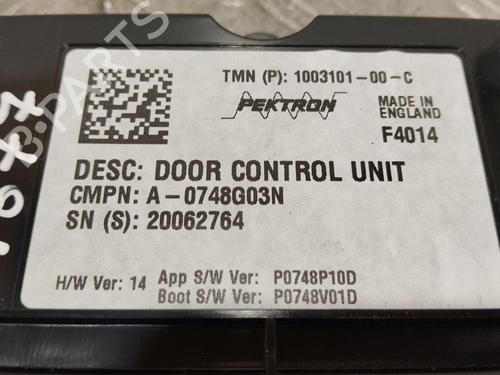 TMN (P): 1003101-00-C
PEKTRON
MADE IN
ENGLAND
F4014
DESC: DOOR CONTROL UNIT
CMPN: A-0748G03N
SN (S): 20062764
H/W Ver: 14 App S/W Ver: P0748P10D
Boot S/W Ver: P0748V01D